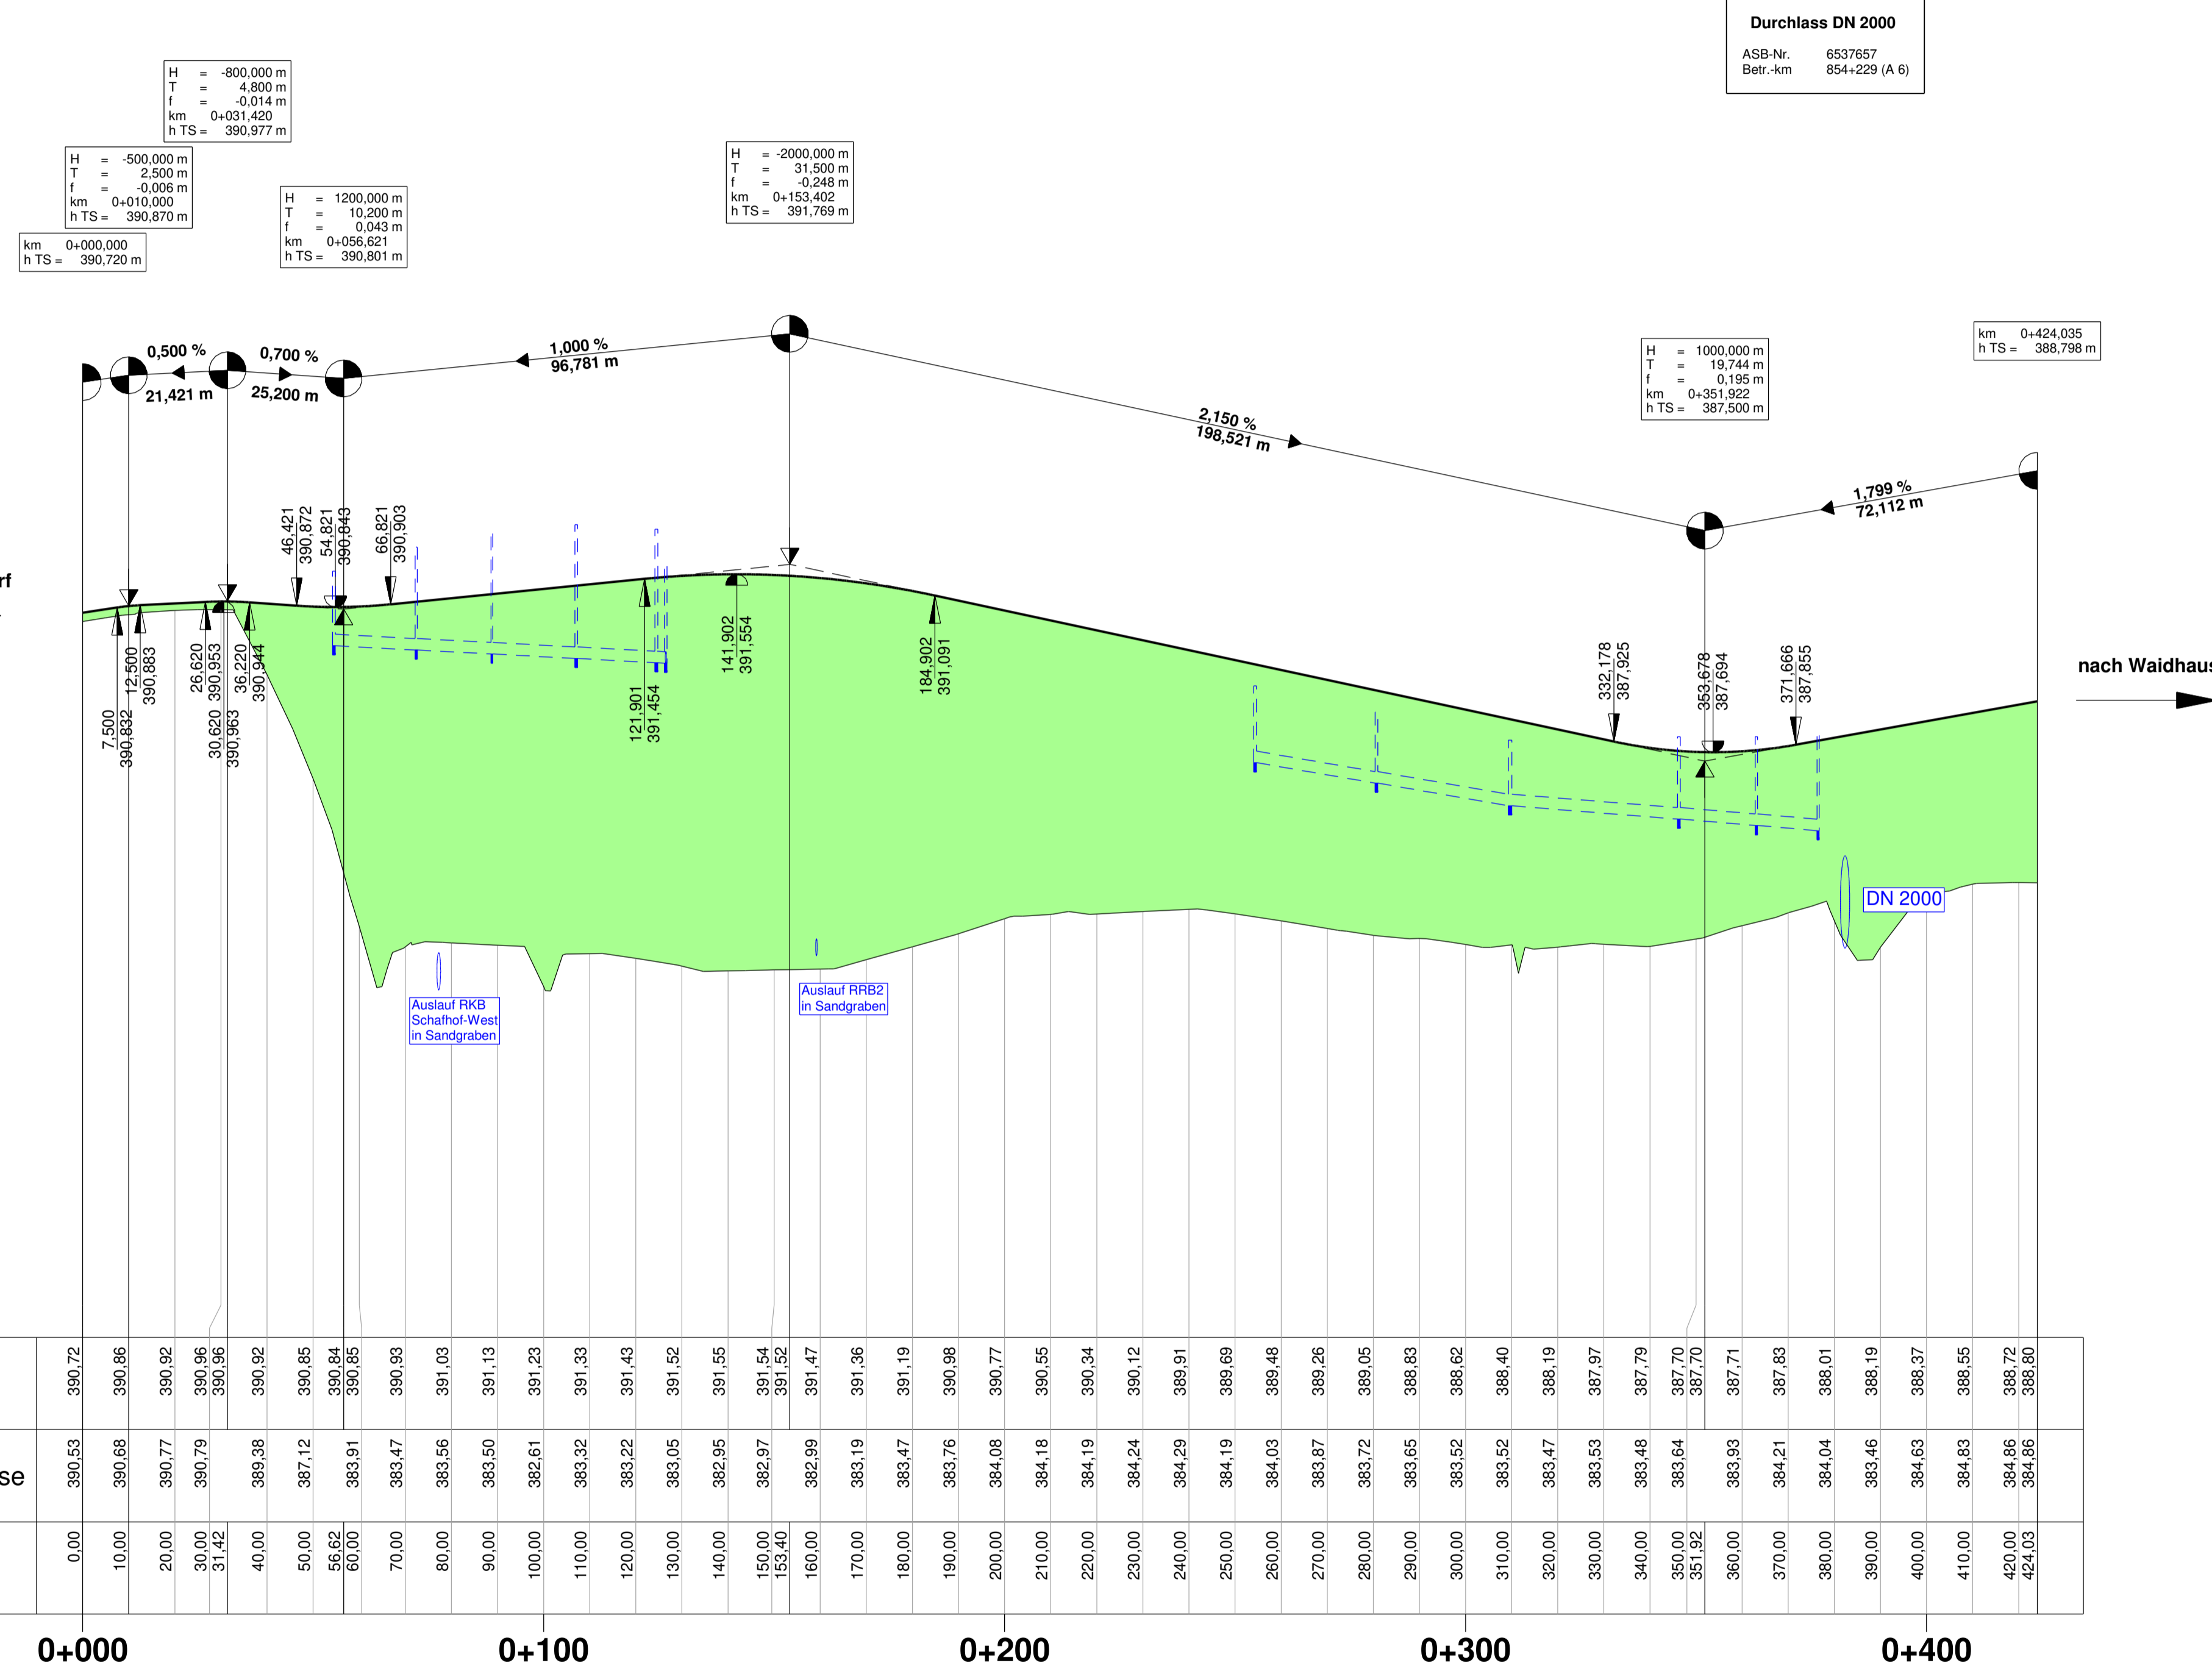 Durchlass DN 2000
ASB-Nr. 6537657
Betr.-km 854+229 (A 6)
H = -800,000 m
T = 4,800 m
f = -0,014 m
km 0+031,420
h TS = 390,977 m
H = -500,000 m
T = 2,500 m
f = -0,006 m
km 0+010,000
h TS = 390,870 m
km 0+000,000
h TS = 390,720 m
H = 1200,000 m
T = 10,200 m
f = 0,043 m
km 0+056,621
h TS = 390,801 m
H = -2000,000 m
T = 31,500 m
f = -0,248 m
km 0+153,402
h TS = 391,769 m
H = 1000,000 m
T = 19,744 m
f = 0,195 m
km 0+351,922
h TS = 387,500 m
km 0+424,035
h TS = 388,798 m
0,500 %
21,421 m
0,700 %
25,200 m
1,000 %
96,781 m
2,150 %
198,521 m
1,799 %
72,112 m
46,421
390,872
54,821
390,843
66,821
390,903
rf
7,500
390,832
12,500
390,883
26,620
390,953
30,620
390,963
36,220
390,944
121,901
391,454
141,902
391,554
184,902
391,091
332,178
387,925
353,678
387,694
371,666
387,855
nach Waidhaus
DN 2000
Auslauf RKB
Schafhof-West
in Sandgraben
Auslauf RRB2
in Sandgraben
390,72 390,86 390,92 390,96 390,96 390,92 390,85 390,84 390,85 390,93 391,03 391,13 391,23 391,33 391,43 391,52 391,55 391,54 391,52 391,47 391,36 391,19 390,98 390,77 390,55 390,34 390,12 389,91 389,69 389,48 389,26 389,05 388,83 388,62 388,40 388,19 387,97 387,79 387,70 387,70 387,71 387,83 388,01 388,19 388,37 388,55 388,72 388,80
se 390,53 390,68 390,77 390,79 389,38 387,12 383,91 383,47 383,56 383,50 382,61 383,32 383,22 383,05 382,95 382,97 382,99 383,19 383,47 383,76 384,08 384,18 384,19 384,24 384,29 384,19 384,03 383,87 383,72 383,65 383,52 383,52 383,47 383,53 383,48 383,64 383,93 384,21 384,04 383,46 384,63 384,83 384,86 384,86
0,00 10,00 20,00 30,00 31,42 40,00 50,00 56,62 60,00 70,00 80,00 90,00 100,00 110,00 120,00 130,00 140,00 150,00 153,40 160,00 170,00 180,00 190,00 200,00 210,00 220,00 230,00 240,00 250,00 260,00 270,00 280,00 290,00 300,00 310,00 320,00 330,00 340,00 350,00 351,92 360,00 370,00 380,00 390,00 400,00 410,00 420,00 424,03
0+000 0+100 0+200 0+300 0+400